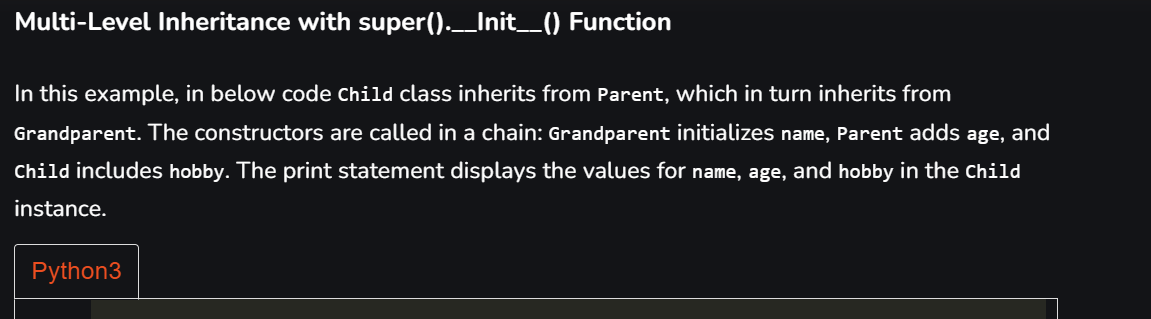 Multi-Level Inheritance with super().__Init__() Function
In this example, in below code Child class inherits from Parent, which in turn inherits from
Grandparent. The constructors are called in a chain: Grandparent initializes name, Parent adds age, and
Child includes hobby. The print statement displays the values for name, age, and hobby in the Child
instance.
Python3